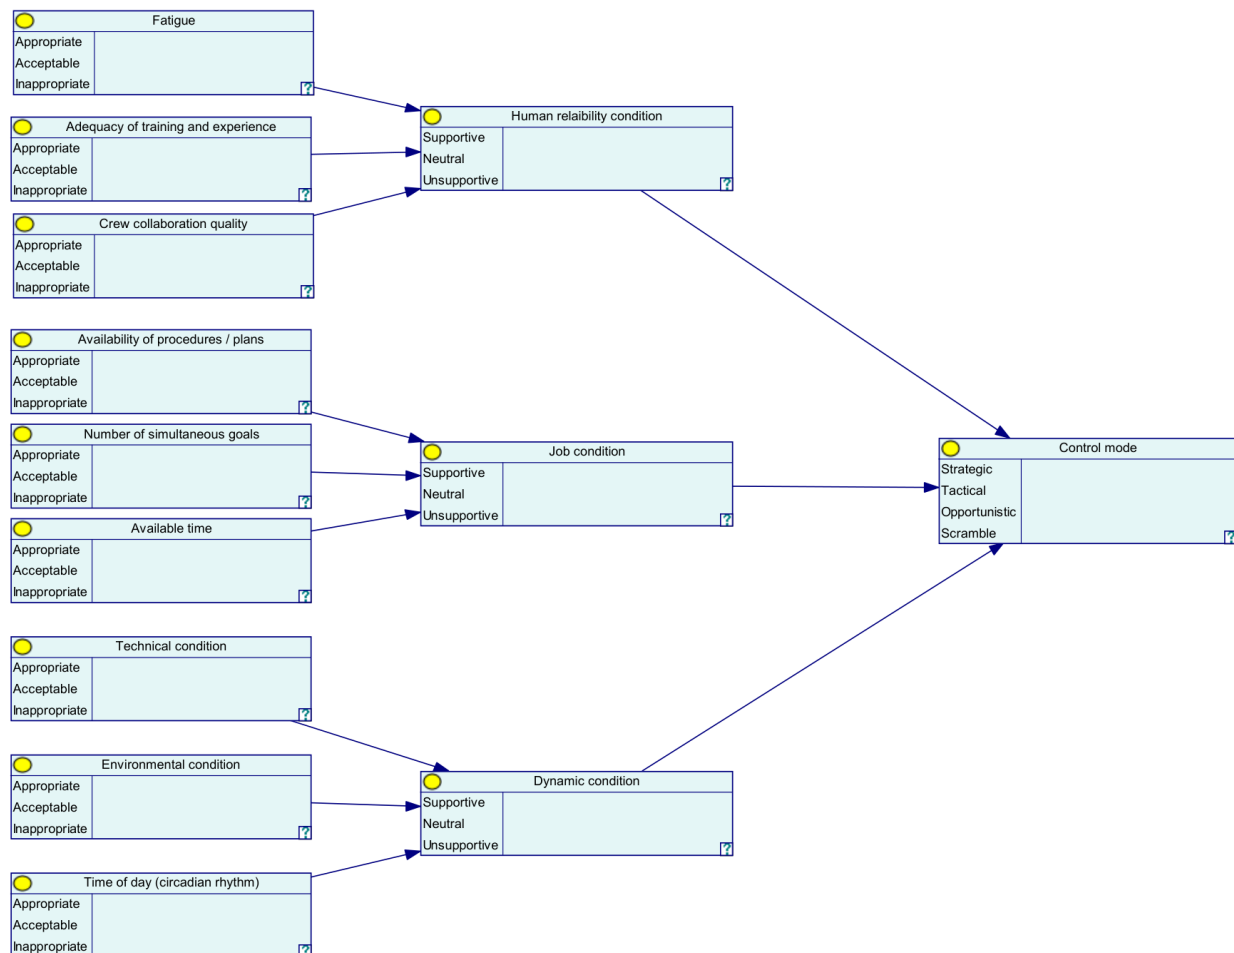 Fatigue
Appropriate
Acceptable
Inappropriate
?
Adequacy of training and experience
Appropriate
Acceptable
Inappropriate
?
Crew collaboration quality
Appropriate
Acceptable
Inappropriate
?
Human relaibility condition
Supportive
Neutral
Unsupportive
?
Availability of procedures / plans
Appropriate
Acceptable
Inappropriate
?
Number of simultaneous goals
Appropriate
Acceptable
Inappropriate
?
Available time
Appropriate
Acceptable
Inappropriate
?
Job condition
Supportive
Neutral
Unsupportive
?
Control mode
Strategic
Tactical
Opportunistic
Scramble
?
Technical condition
Appropriate
Acceptable
Inappropriate
?
Environmental condition
Appropriate
Acceptable
Inappropriate
?
Time of day (circadian rhythm)
Appropriate
Acceptable
Inappropriate
?
Dynamic condition
Supportive
Neutral
Unsupportive
?